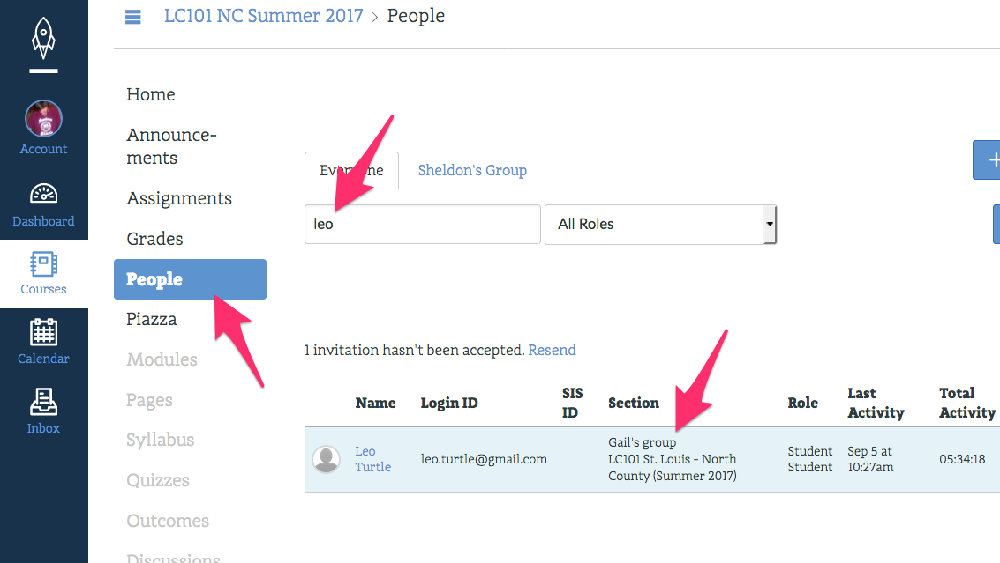 LC101 NC Summer 2017 > People
Account
Dashboard
Courses
Calendar
Inbox
Home
Announce-
ments
Assignments
Grades
People
Piazza
Modules
Pages
Syllabus
Quizzes
Outcomes
Discussions
Everyone
Sheldon's Group
+
leo
All Roles
1 invitation hasn't been accepted. Resend
Name
Login ID
SIS
ID
Section
Role
Last
Activity
Total
Activity
Leo
Turtle
leo.turtle@gmail.com
Gail's group
LC101 St. Louis - North
County (Summer 2017)
Student
Student
Sep 5 at
10:27am
05:34:18